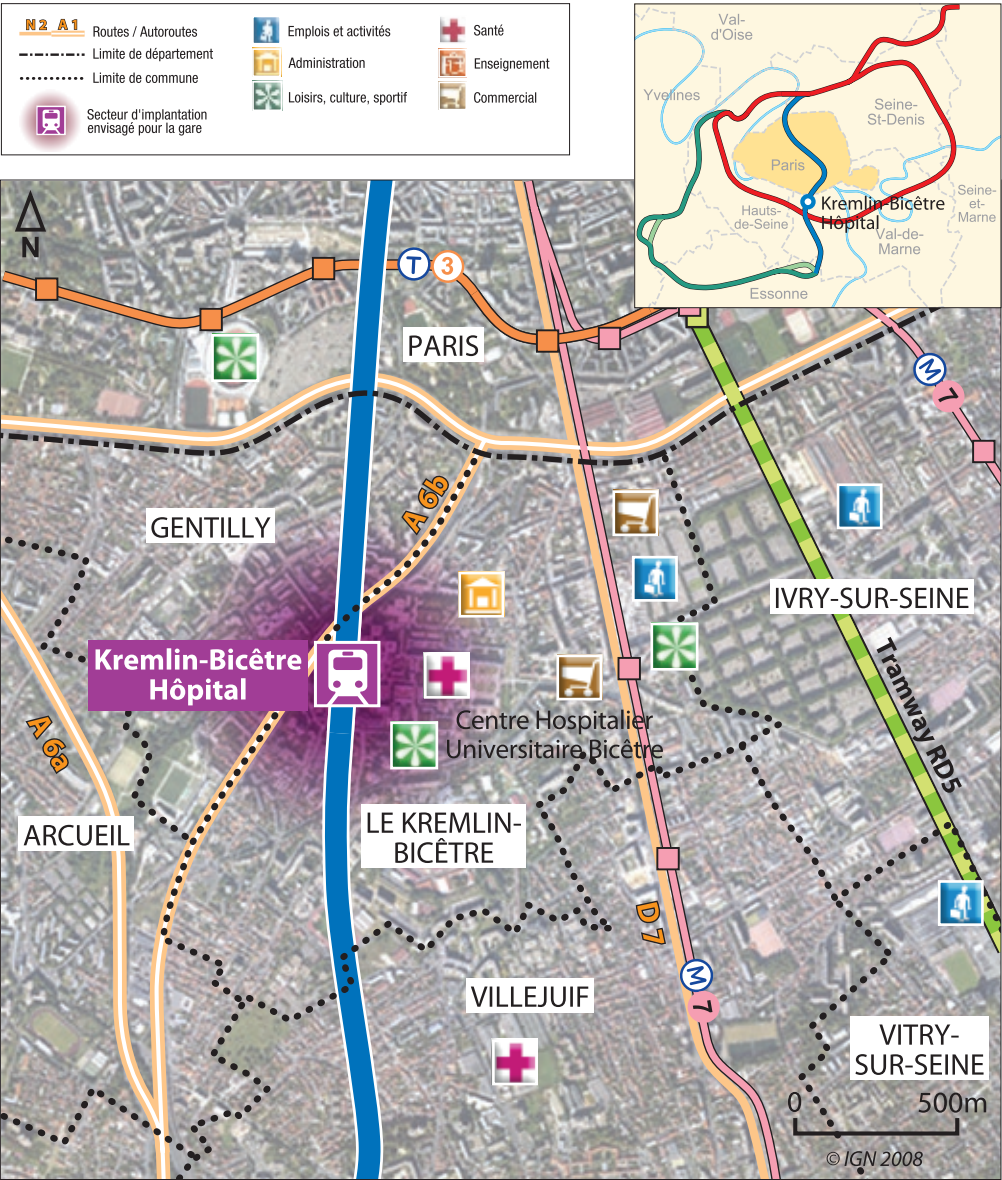 N2 A1 Routes / Autoroutes
Limite de département
Limite de commune
Secteur d'implantation
envisagé pour la gare
Emplois et activités
Administration
Loisirs, culture, sportif
Santé
Enseignement
Commercial
Val-
d'Oise
Yvelines
Seine-
St-Denis
Paris
Kremlin-Bicêtre
Hôpital
Hauts-
de-Seine
Val-de-
Marne
Seine-
et-
Marne
Essonne
N
T 3
PARIS
M
7
A 6b
GENTILLY
IVRY-SUR-SEINE
Kremlin-Bicêtre
Hôpital
Tramway RD5
A 6a
Centre Hospitalier
Universitaire Bicêtre
ARCUEIL
LE KREMLIN-
BICÊTRE
D7
M
7
VILLEJUIF
VITRY-
SUR-SEINE
0 500m
© IGN 2008